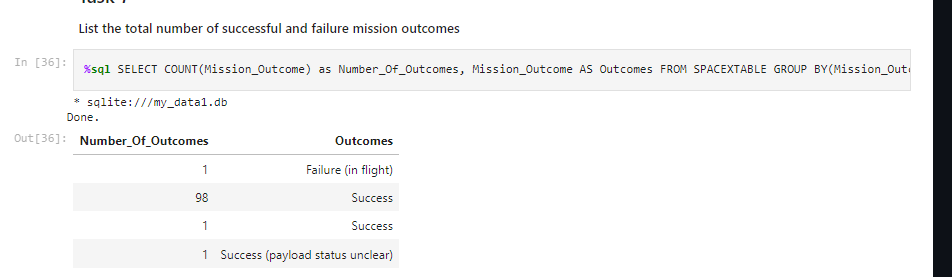 List the total number of successful and failure mission outcomes
In [36]: %sql SELECT COUNT(Mission_Outcome) as Number_Of_Outcomes, Mission_Outcome AS Outcomes FROM SPACEXTABLE GROUP BY(Mission_Out
* sqlite:///my_data1.db
Done.
Out[36]: Number_Of_Outcomes Outcomes
1 Failure (in flight)
98 Success
1 Success
1 Success (payload status unclear)